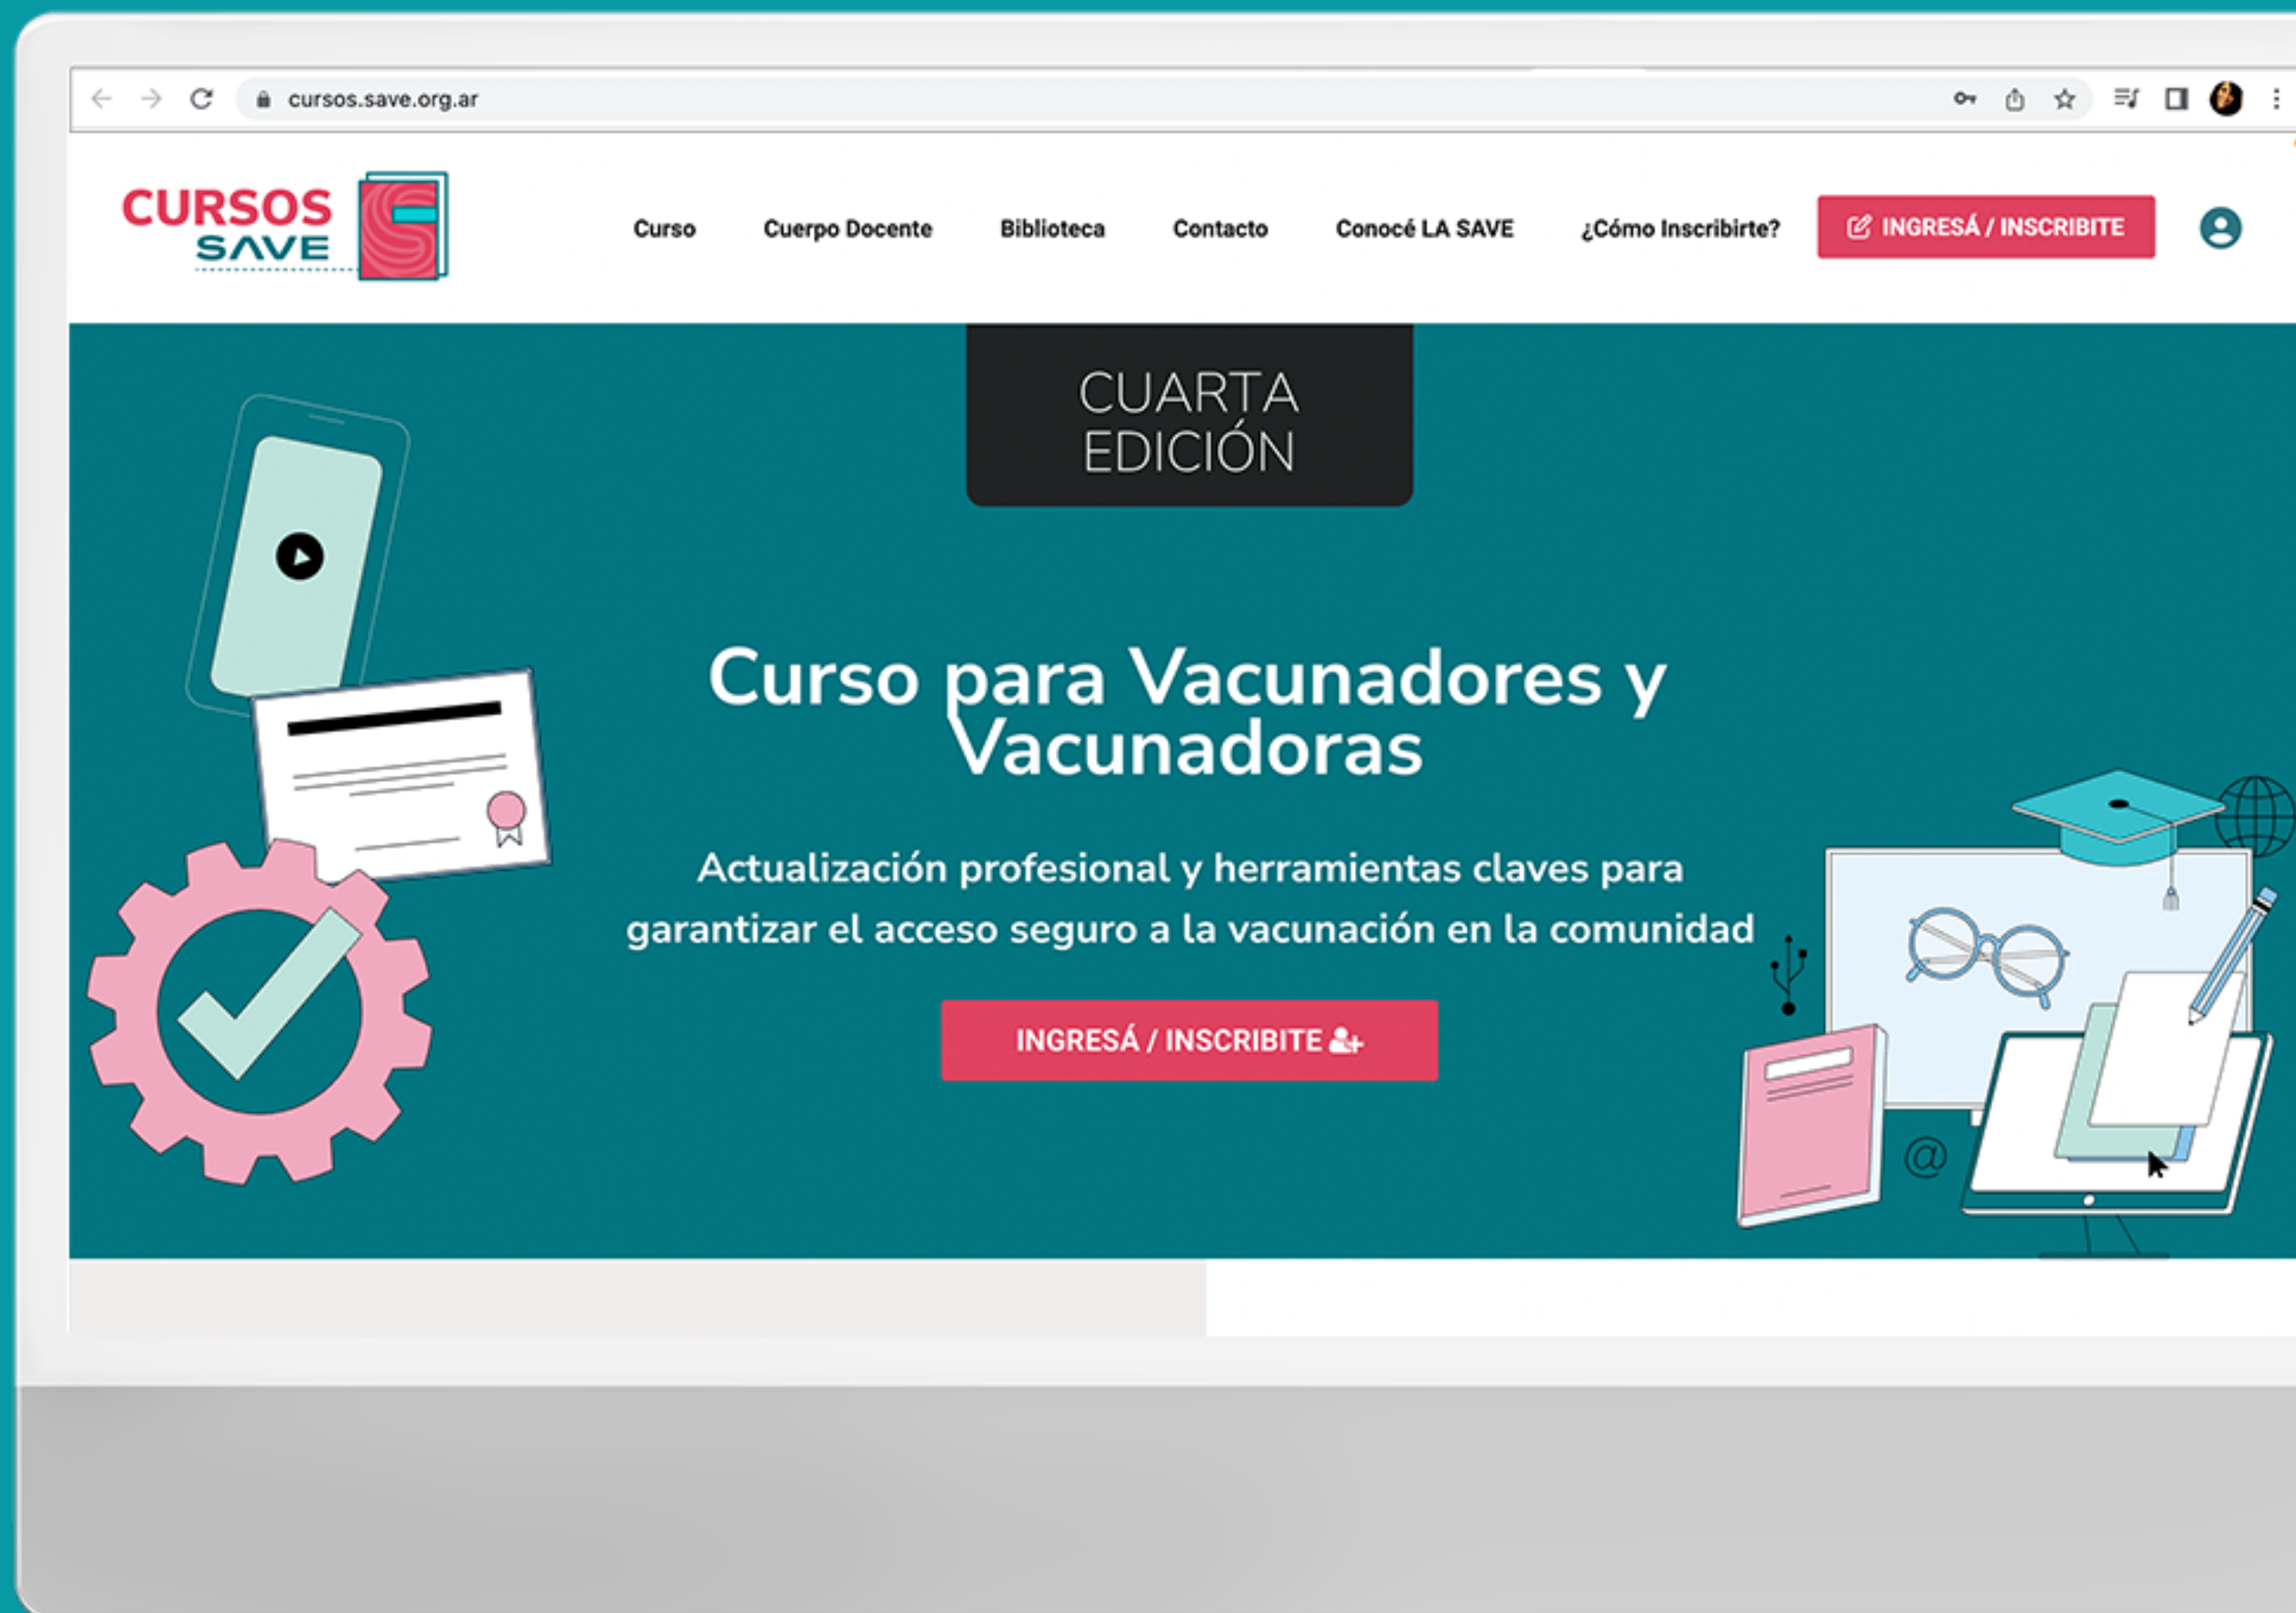 cursos.save.org.ar
CURSOS
SAVE
Curso
Cuerpo Docente
Biblioteca
Contacto
Conocé LA SAVE
¿Cómo Inscribirte?
INGRESÁ / INSCRIBITE
CUARTA
EDICIÓN
Curso para Vacunadores y
Vacunadoras
Actualización profesional y herramientas claves para
garantizar el acceso seguro a la vacunación en la comunidad
INGRESÁ / INSCRIBITE
@